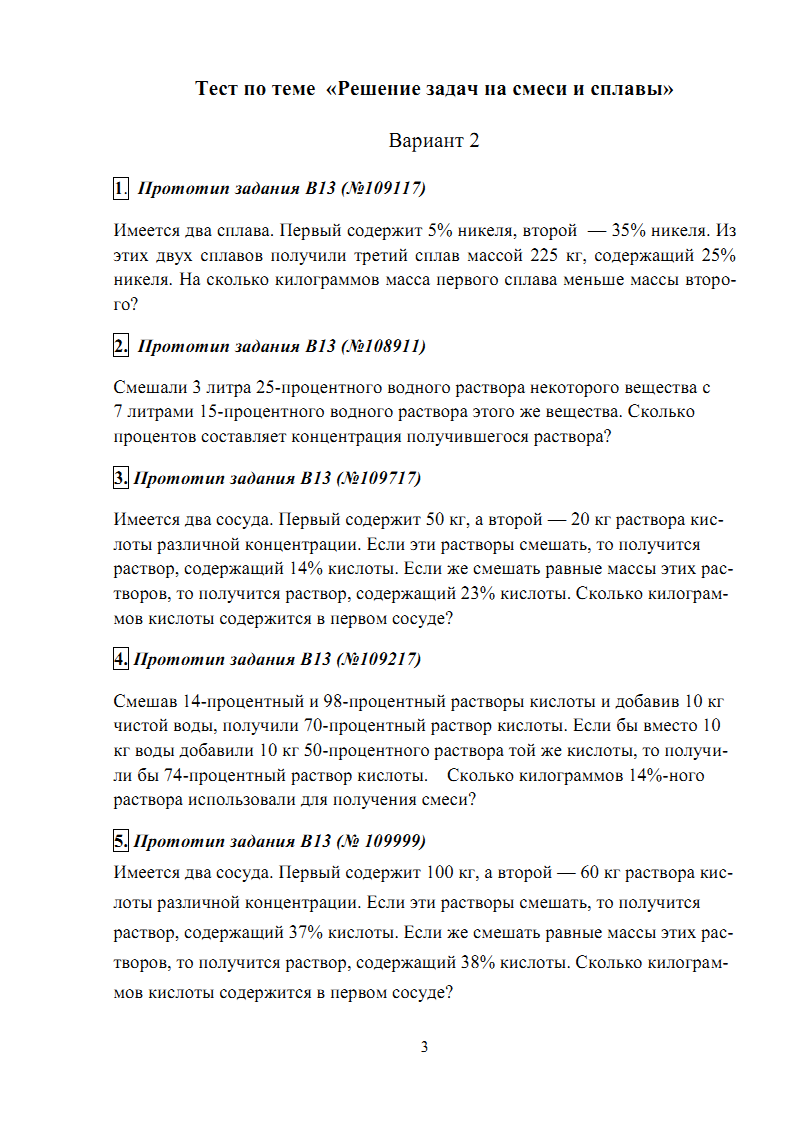 Тест по теме «Решение задач на смеси и сплавы»
Вариант 2
1. Прототип задания B13 (№109117)
Имеется два сплава. Первый содержит 5% никеля, второй — 35% никеля. Из
этих двух сплавов получили третий сплав массой 225 кг, содержащий 25%
никеля. На сколько килограммов масса первого сплава меньше массы второ-
го?
2. Прототип задания B13 (№108911)
Смешали 3 литра 25-процентного водного раствора некоторого вещества с
7 литрами 15-процентного водного раствора этого же вещества. Сколько
процентов составляет концентрация получившегося раствора?
3. Прототип задания B13 (№109717)
Имеется два сосуда. Первый содержит 50 кг, а второй — 20 кг раствора кис-
лоты различной концентрации. Если эти растворы смешать, то получится
раствор, содержащий 14% кислоты. Если же смешать равные массы этих рас-
творов, то получится раствор, содержащий 23% кислоты. Сколько килограм-
мов кислоты содержится в первом сосуде?
4. Прототип задания B13 (№109217)
Смешав 14-процентный и 98-процентный растворы кислоты и добавив 10 кг
чистой воды, получили 70-процентный раствор кислоты. Если бы вместо 10
кг воды добавили 10 кг 50-процентного раствора той же кислоты, то получи-
ли бы 74-процентный раствор кислоты. Сколько килограммов 14%-ного
раствора использовали для получения смеси?
5. Прототип задания B13 (№ 109999)
Имеется два сосуда. Первый содержит 100 кг, а второй — 60 кг раствора кис-
лоты различной концентрации. Если эти растворы смешать, то получится
раствор, содержащий 37% кислоты. Если же смешать равные массы этих рас-
творов, то получится раствор, содержащий 38% кислоты. Сколько килограм-
мов кислоты содержится в первом сосуде?
3